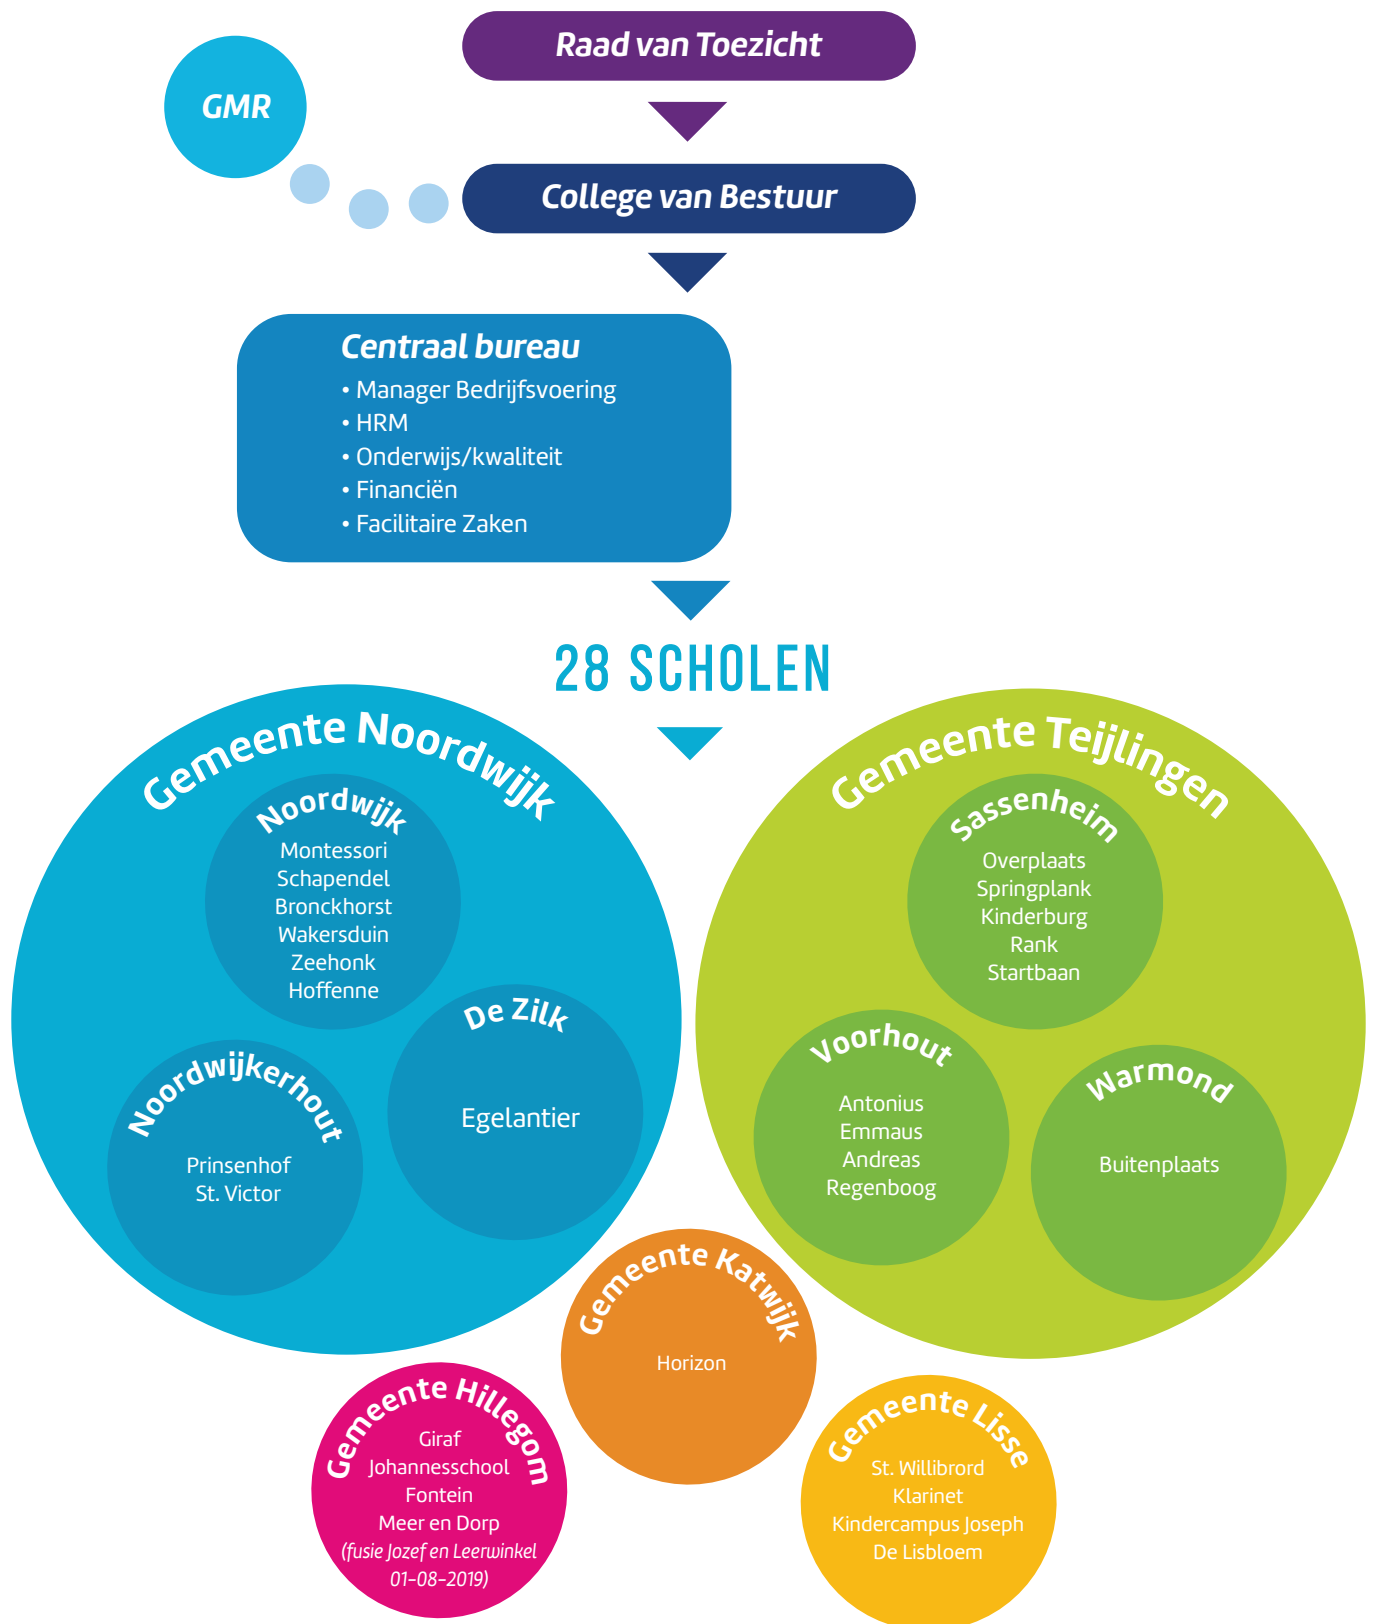 Raad van Toezicht
GMR
College van Bestuur
Centraal bureau
• Manager Bedrijfsvoering
• HRM
• Onderwijs/kwaliteit
• Financiën
• Facilitaire Zaken
28 SCHOLEN
Gemeente Noordwijk
Noordwijk
Montessori
Schapendel
Bronckhorst
Wakersduin
Zeehonk
Hoffenne
De Zilk
Egelantier
Noordwijkerhout
Prinsenhof
St. Victor
Gemeente Teijlingen
Sassenheim
Overplaats
Springplank
Kinderburg
Rank
Startbaan
Voorhout
Antonius
Emmaus
Andreas
Regenboog
Warmond
Buitenplaats
Gemeente Katwijk
Horizon
Gemeente Hillegom
Giraf
Johannesschool
Fontein
Meer en Dorp
(fusie Jozef en Leerwinkel
01-08-2019)
Gemeente Lisse
St. Willibrord
Klarinet
Kindercampus Joseph
De Lisbloem